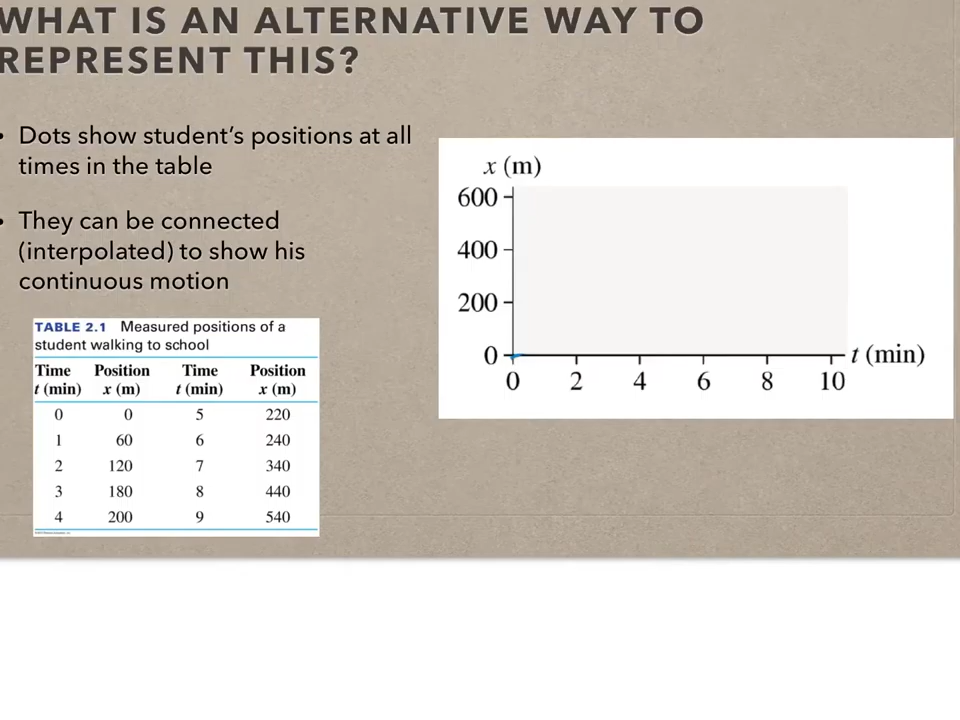 WHAT IS AN ALTERNATIVE WAY TO
REPRESENT THIS?
• Dots show student's positions at all
times in the table
• They can be connected
(interpolated) to show his
continuous motion
TABLE 2.1 Measured positions of a
student walking to school
Time Position Time Position
t (min) x (m) t (min) x (m)
0 0 5 220
1 60 6 240
2 120 7 340
3 180 8 440
4 200 9 540
x (m)
600
400
200
0
t (min)
0 2 4 6 8 10